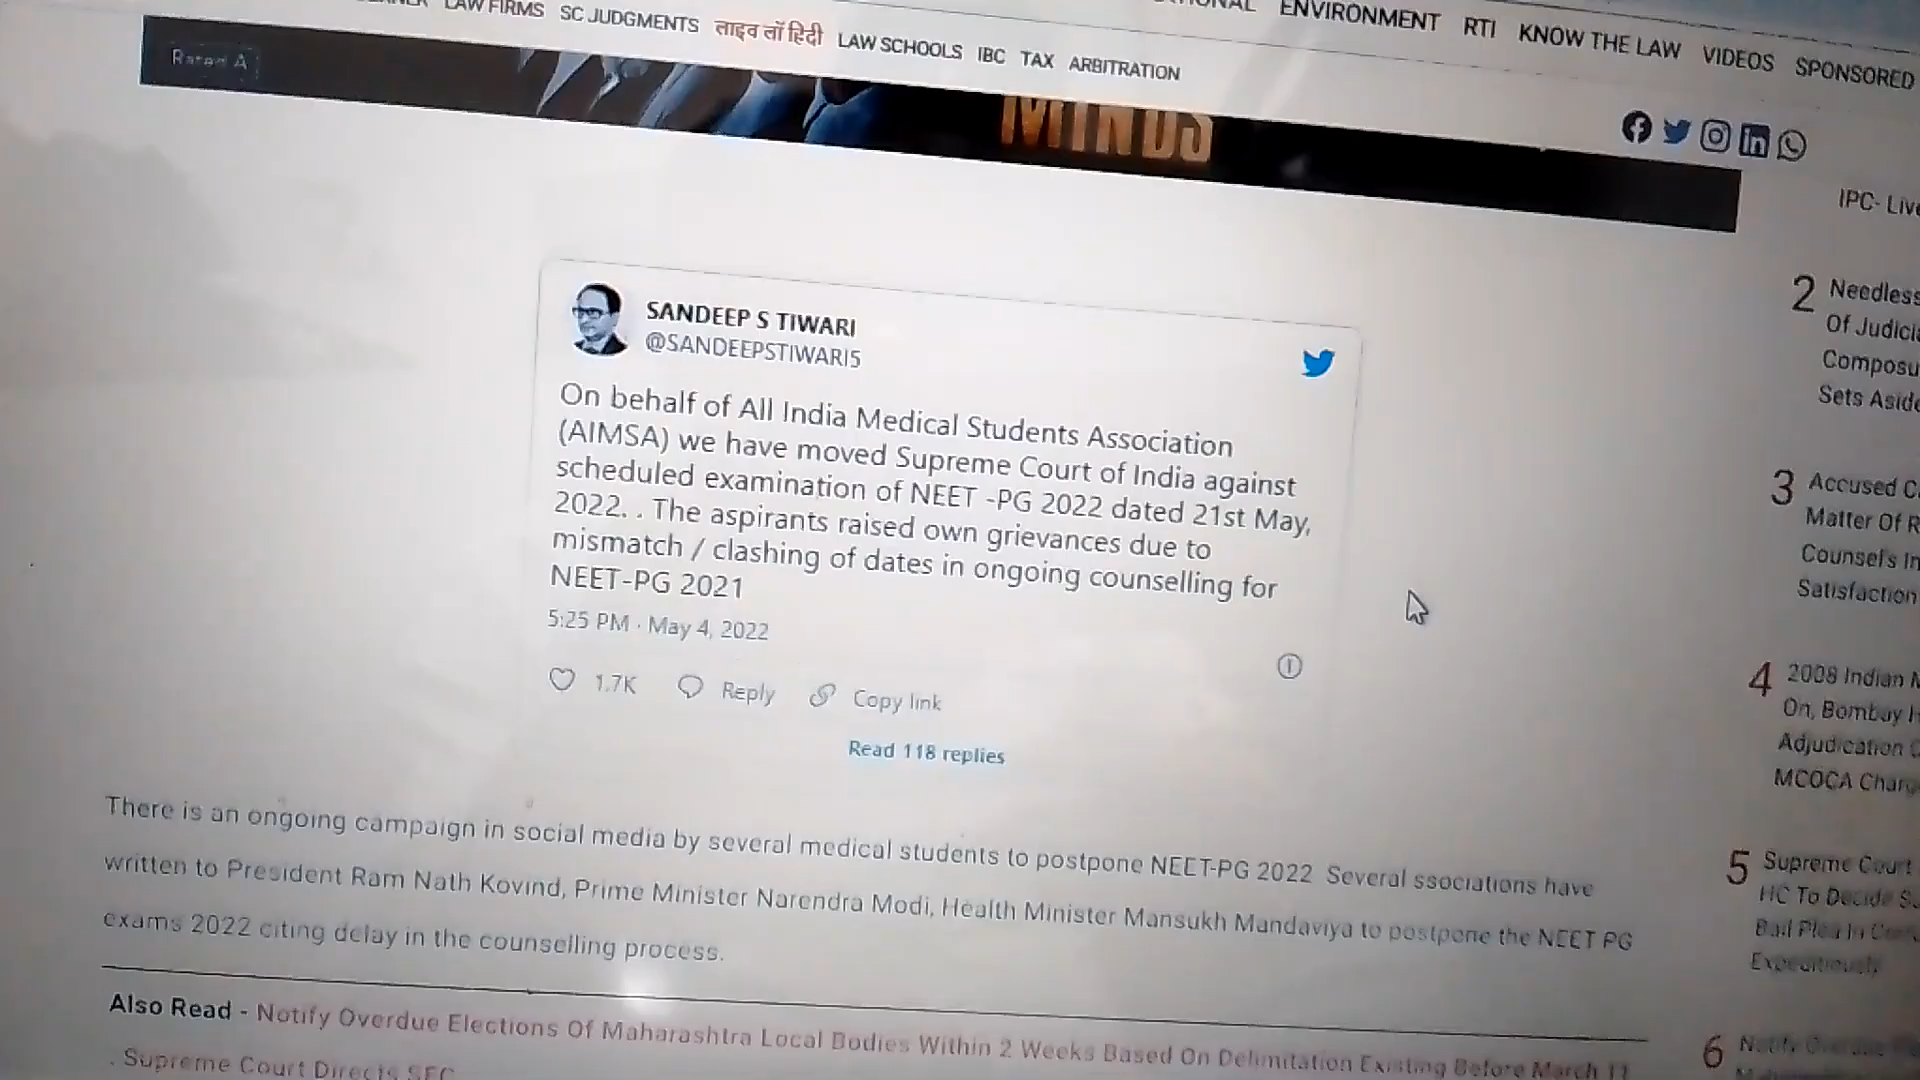 LAW FIRMS SC JUDGMENTS लाइव लॉ हिंदी LAW SCHOOLS IBC TAX ARBITRATION
ENVIRONMENT RTI KNOW THE LAW VIDEOS SPONSORED
MINDS
SANDEEP S TIWARI
@SANDEEPSTIWARI5
On behalf of All India Medical Students Association
(AIMSA) we have moved Supreme Court of India against
scheduled examination of NEET -PG 2022 dated 21st May,
2022. . The aspirants raised own grievances due to
mismatch / clashing of dates in ongoing counselling for
NEET-PG 2021
5:25 PM · May 4, 2022
1.7K Reply Copy link
Read 118 replies
There is an ongoing campaign in social media by several medical students to postpone NEET-PG 2022 Several ssociations have
written to President Ram Nath Kovind, Prime Minister Narendra Modi, Health Minister Mansukh Mandaviya to postpone the NEET PG
exams 2022 citing delay in the counselling process.
Also Read - Notify Overdue Elections Of Maharashtra Local Bodies Within 2 Weeks Based On Delimitation Existing Before March 11
. Supreme Court Directs SEC
IPC- Live
2 Needless
Of Judicia
Composu
Sets Aside
3 Accused C
Matter Of R
Counsel's In
Satisfaction
4 2008 Indian M
On, Bombay H
Adjudication
MCOCA Charg
5 Supreme Court
HC To Decide
Bail Plea In
Expeditiously
6 Notify